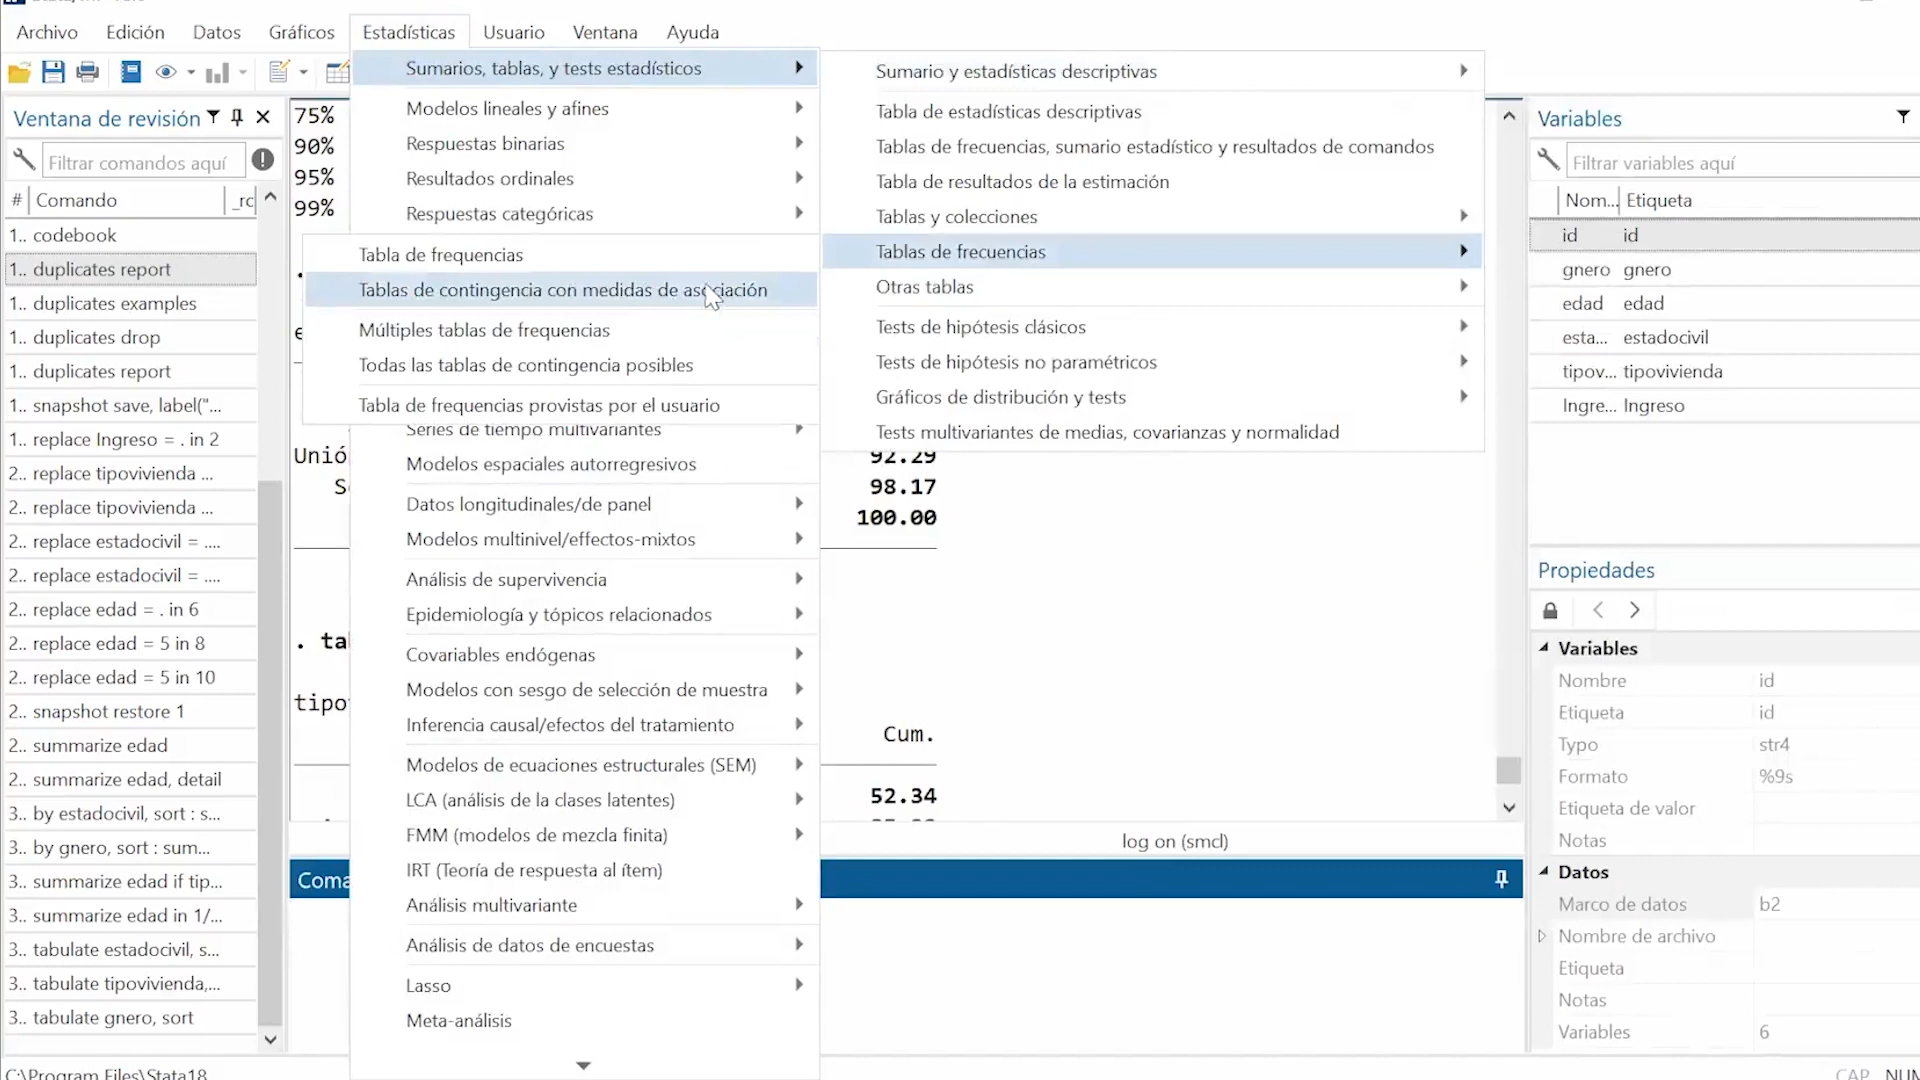 Archivo Edición Datos Gráficos Estadísticas Usuario Ventana Ayuda
Ventana de revisión
Filtrar comandos aquí
# Comando _rc
1.. codebook
1.. duplicates report
1.. duplicates examples
1.. duplicates drop
1.. duplicates report
1.. snapshot save, label("...
1.. replace Ingreso = . in 2
2.. replace tipovivienda ...
2.. replace tipovivienda ...
2.. replace estadocivil = ....
2.. replace estadocivil = ....
2.. replace edad = . in 6
2.. replace edad = 5 in 8
2.. replace edad = 5 in 10
2.. snapshot restore 1
2.. summarize edad
2.. summarize edad, detail
3.. by estadocivil, sort : s...
3.. by gnero, sort : sum...
3.. summarize edad if tip...
3.. summarize edad in 1/...
3.. tabulate estadocivil, s...
3.. tabulate tipovivienda,...
3.. tabulate gnero, sort
75%
90%
95%
99%
Unió
S
. ta
tipo
Coma
Sumarios, tablas, y tests estadísticos
Modelos lineales y afines
Respuestas binarias
Resultados ordinales
Respuestas categóricas
Tabla de frequencias
Tablas de contingencia con medidas de asociación
Múltiples tablas de frequencias
Todas las tablas de contingencia posibles
Tabla de frequencias provistas por el usuario
Series de tiempo multivariantes
Modelos espaciales autorregresivos
Datos longitudinales/de panel
Modelos multinivel/effectos-mixtos
Análisis de supervivencia
Epidemiología y tópicos relacionados
Covariables endógenas
Modelos con sesgo de selección de muestra
Inferencia causal/efectos del tratamiento
Modelos de ecuaciones estructurales (SEM)
LCA (análisis de la clases latentes)
FMM (modelos de mezcla finita)
IRT (Teoría de respuesta al ítem)
Análisis multivariante
Análisis de datos de encuestas
Lasso
Meta-análisis
Sumario y estadísticas descriptivas
Tabla de estadísticas descriptivas
Tablas de frecuencias, sumario estadístico y resultados de comandos
Tabla de resultados de la estimación
Tablas y colecciones
Tablas de frecuencias
Otras tablas
Tests de hipótesis clásicos
Tests de hipótesis no paramétricos
Gráficos de distribución y tests
Tests multivariantes de medias, covarianzas y normalidad
92.29
98.17
100.00
Cum.
52.34
log on (smcl)
Variables
Filtrar variables aquí
Nom... Etiqueta
id id
gnero gnero
edad edad
esta... estadocivil
tipov... tipovivienda
Ingre... Ingreso
Propiedades
Variables
Nombre id
Etiqueta id
Typo str4
Formato %9s
Etiqueta de valor
Notas
Datos
Marco de datos b2
Nombre de archivo
Etiqueta
Notas
Variables 6
C:\Program Files\Stata18
CAP NUM